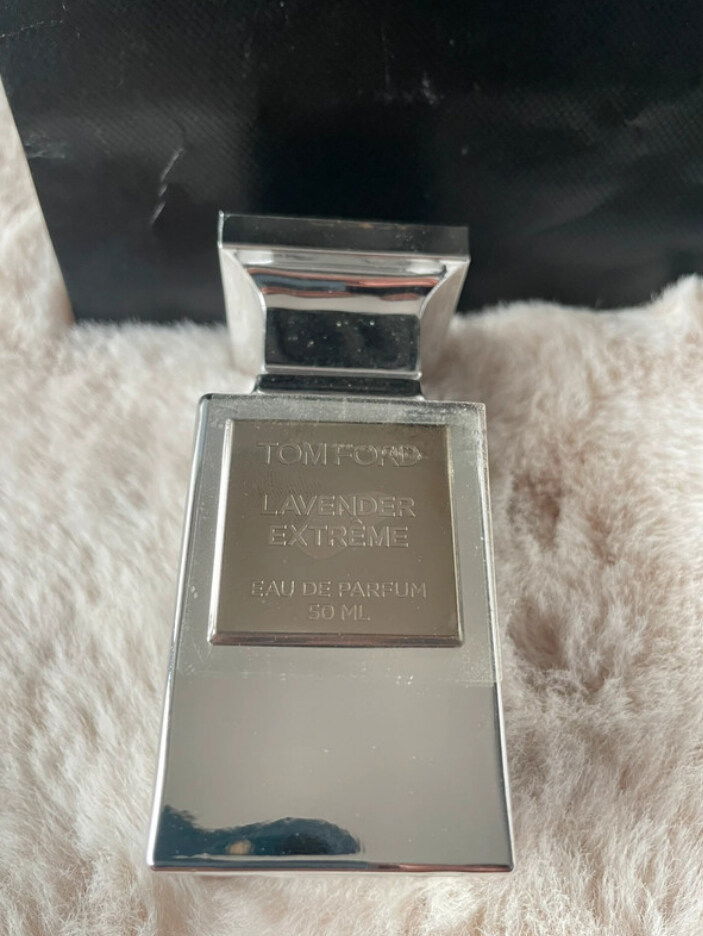 TOM FORD
LAVENDER
EXTRÊME
EAU DE PARFUM
50 ML